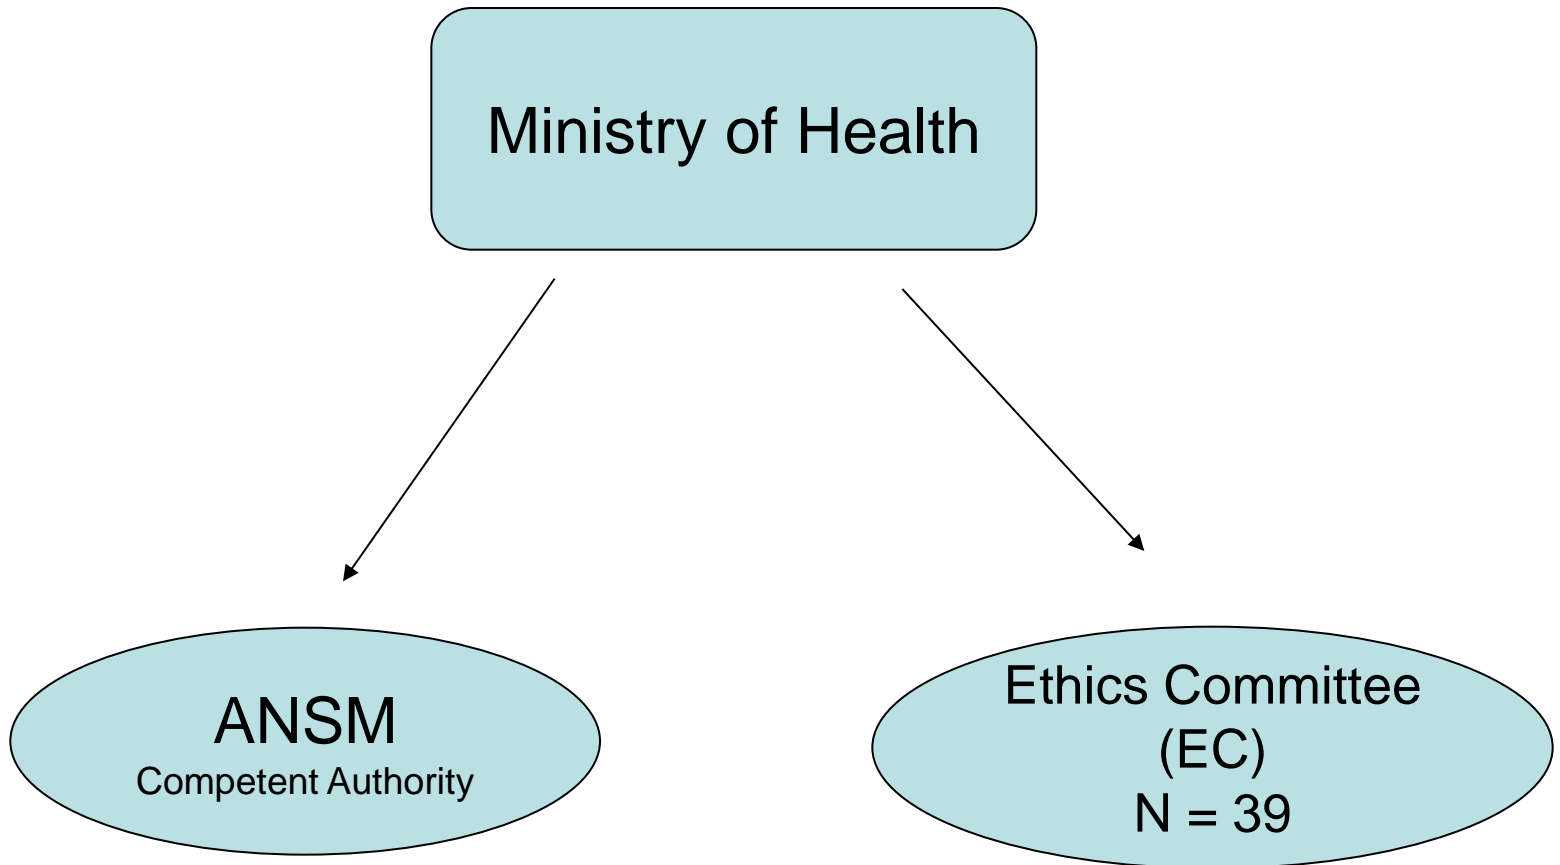 Ministry of Health
ANSM
Competent Authority
Ethics Committee
(EC)
N = 39